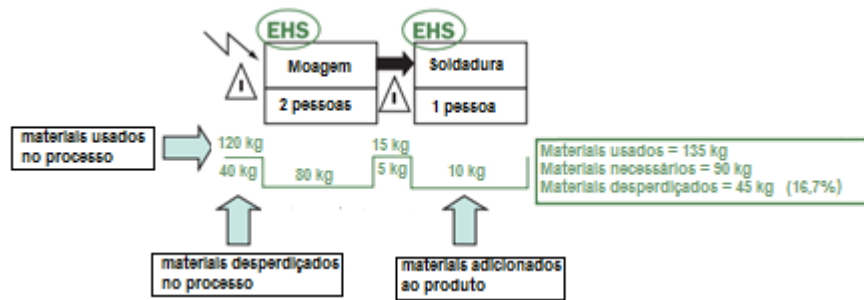 EHS
EHS
Moagem
Soldadura
I
I
2 pessoas
1 pessoa
materiais usados
no processo
120 kg
15 kg
40 kg
80 kg
5 kg
10 kg
Materiais usados = 135 kg
Materiais necessários = 90 kg
Materiais desperdiçados = 45 kg (16,7%)
materiais desperdiçados
no processo
materiais adicionados
ao produto